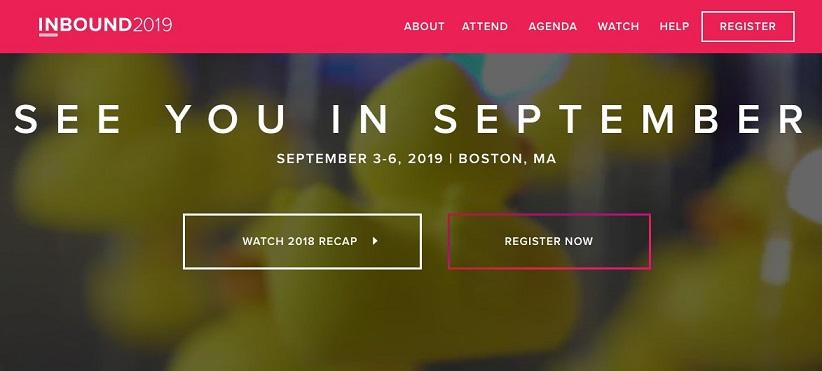 INBOUND2019 ABOUT ATTEND AGENDA WATCH HELP REGISTER
SEE YOU IN SEPTEMBER
SEPTEMBER 3-6, 2019 | BOSTON, MA
WATCH 2018 RECAP REGISTER NOW